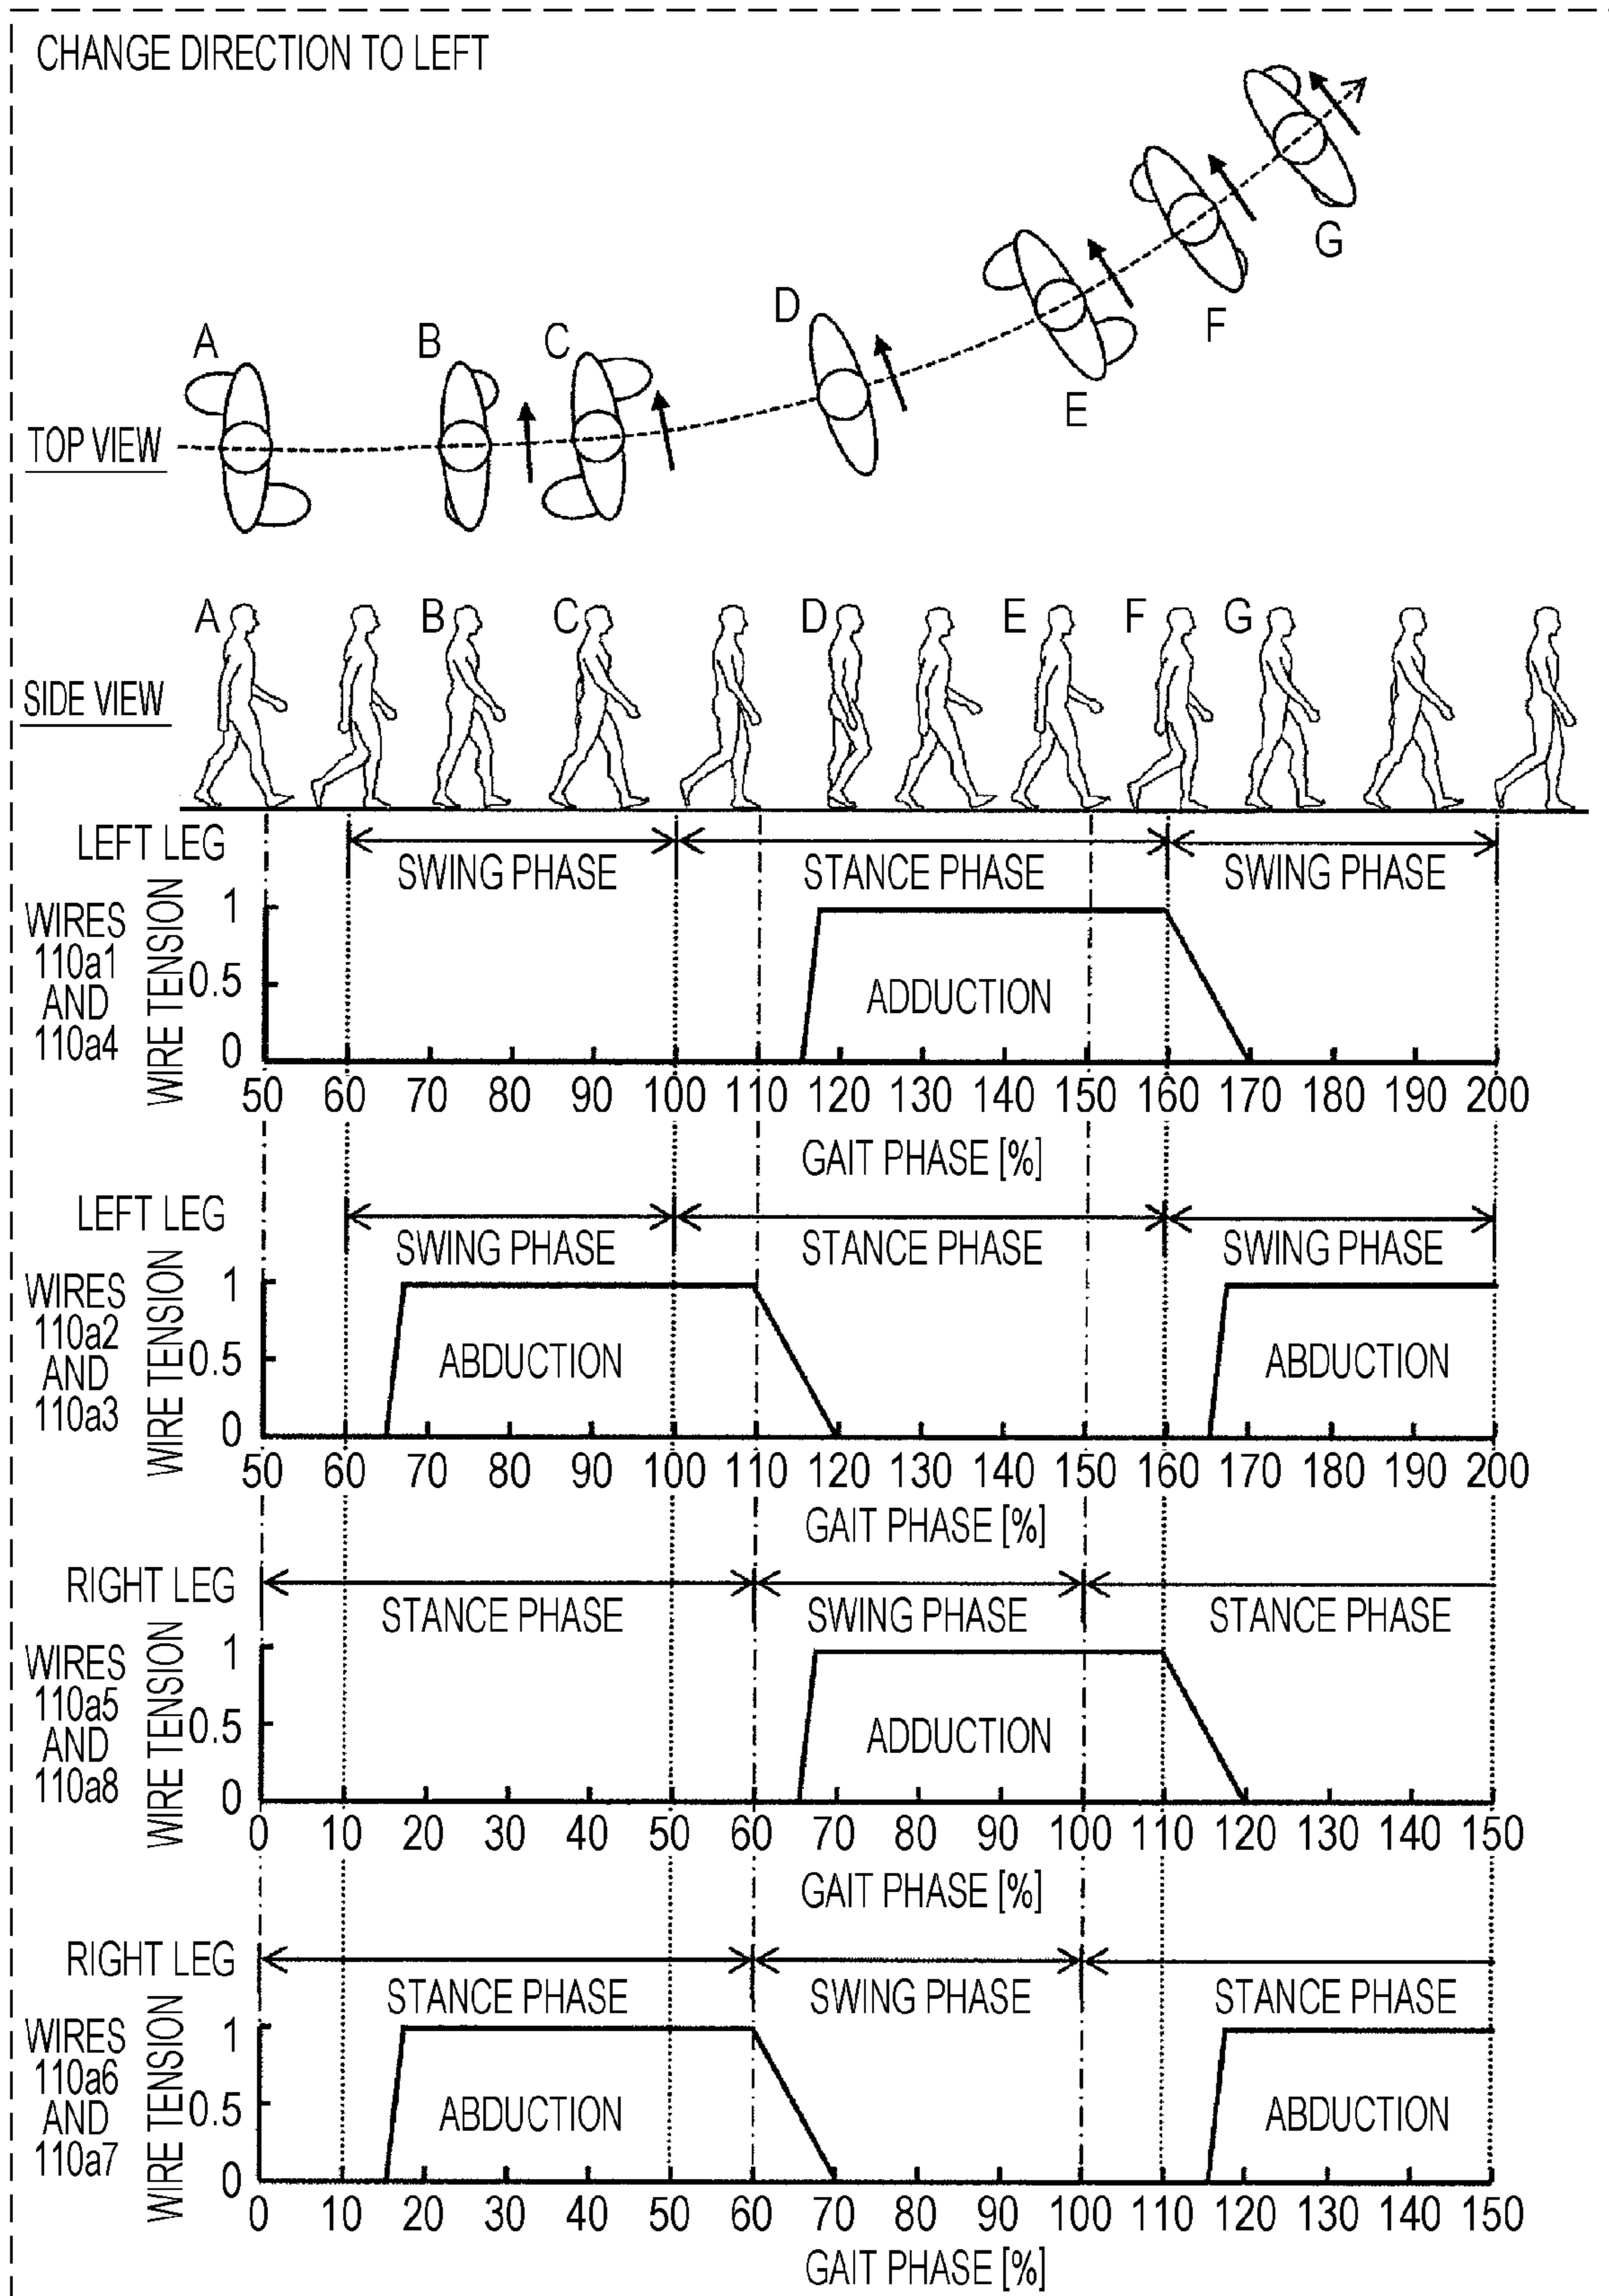 CHANGE DIRECTION TO LEFT
G
F
D
E
A B C
TOP VIEW
A B C D E F G
SIDE VIEW
LEFT LEG
SWING PHASE STANCE PHASE SWING PHASE
WIRES
110a1
AND
110a4
WIRE TENSION
1
0.5
0
ADDUCTION
50 60 70 80 90 100 110 120 130 140 150 160 170 180 190 200
GAIT PHASE [%]
LEFT LEG
SWING PHASE STANCE PHASE SWING PHASE
WIRES
110a2
AND
110a3
WIRE TENSION
1
0.5
0
ABDUCTION ABDUCTION
50 60 70 80 90 100 110 120 130 140 150 160 170 180 190 200
GAIT PHASE [%]
RIGHT LEG
STANCE PHASE SWING PHASE STANCE PHASE
WIRES
110a5
AND
110a8
WIRE TENSION
1
0.5
0
ADDUCTION
0 10 20 30 40 50 60 70 80 90 100 110 120 130 140 150
GAIT PHASE [%]
RIGHT LEG
STANCE PHASE SWING PHASE STANCE PHASE
WIRES
110a6
AND
110a7
WIRE TENSION
1
0.5
0
ABDUCTION ABDUCTION
0 10 20 30 40 50 60 70 80 90 100 110 120 130 140 150
GAIT PHASE [%]